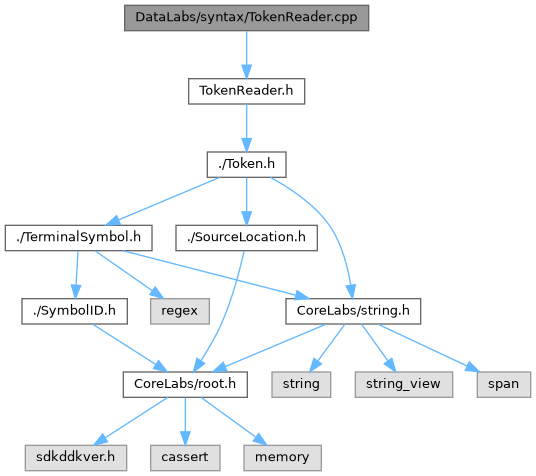 DataLabs/syntax/TokenReader.cpp
TokenReader.h
./Token.h
./TerminalSymbol.h
./SourceLocation.h
./SymbolID.h
regex
CoreLabs/string.h
CoreLabs/root.h
string
string_view
span
sdkddkver.h
cassert
memory